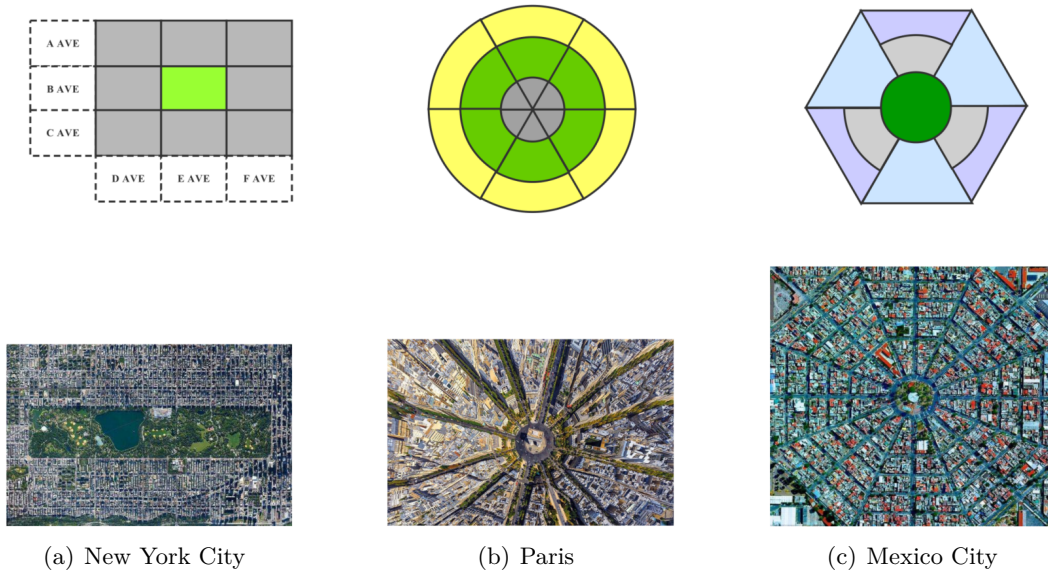 A AVE
B AVE
C AVE
D AVE E AVE F AVE
(a) New York City
(b) Paris
(c) Mexico City